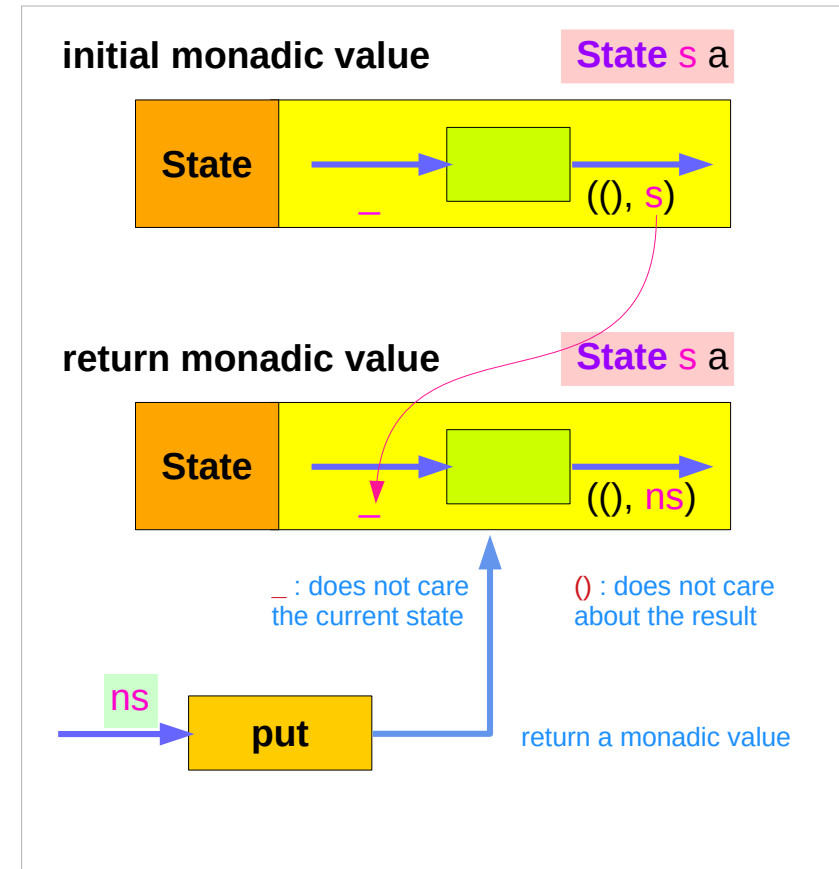 initial monadic value
State s a
State
_
((), s)
return monadic value
State s a
State
_
((), ns)
_ : does not care
the current state
() : does not care
about the result
ns
put
return a monadic value